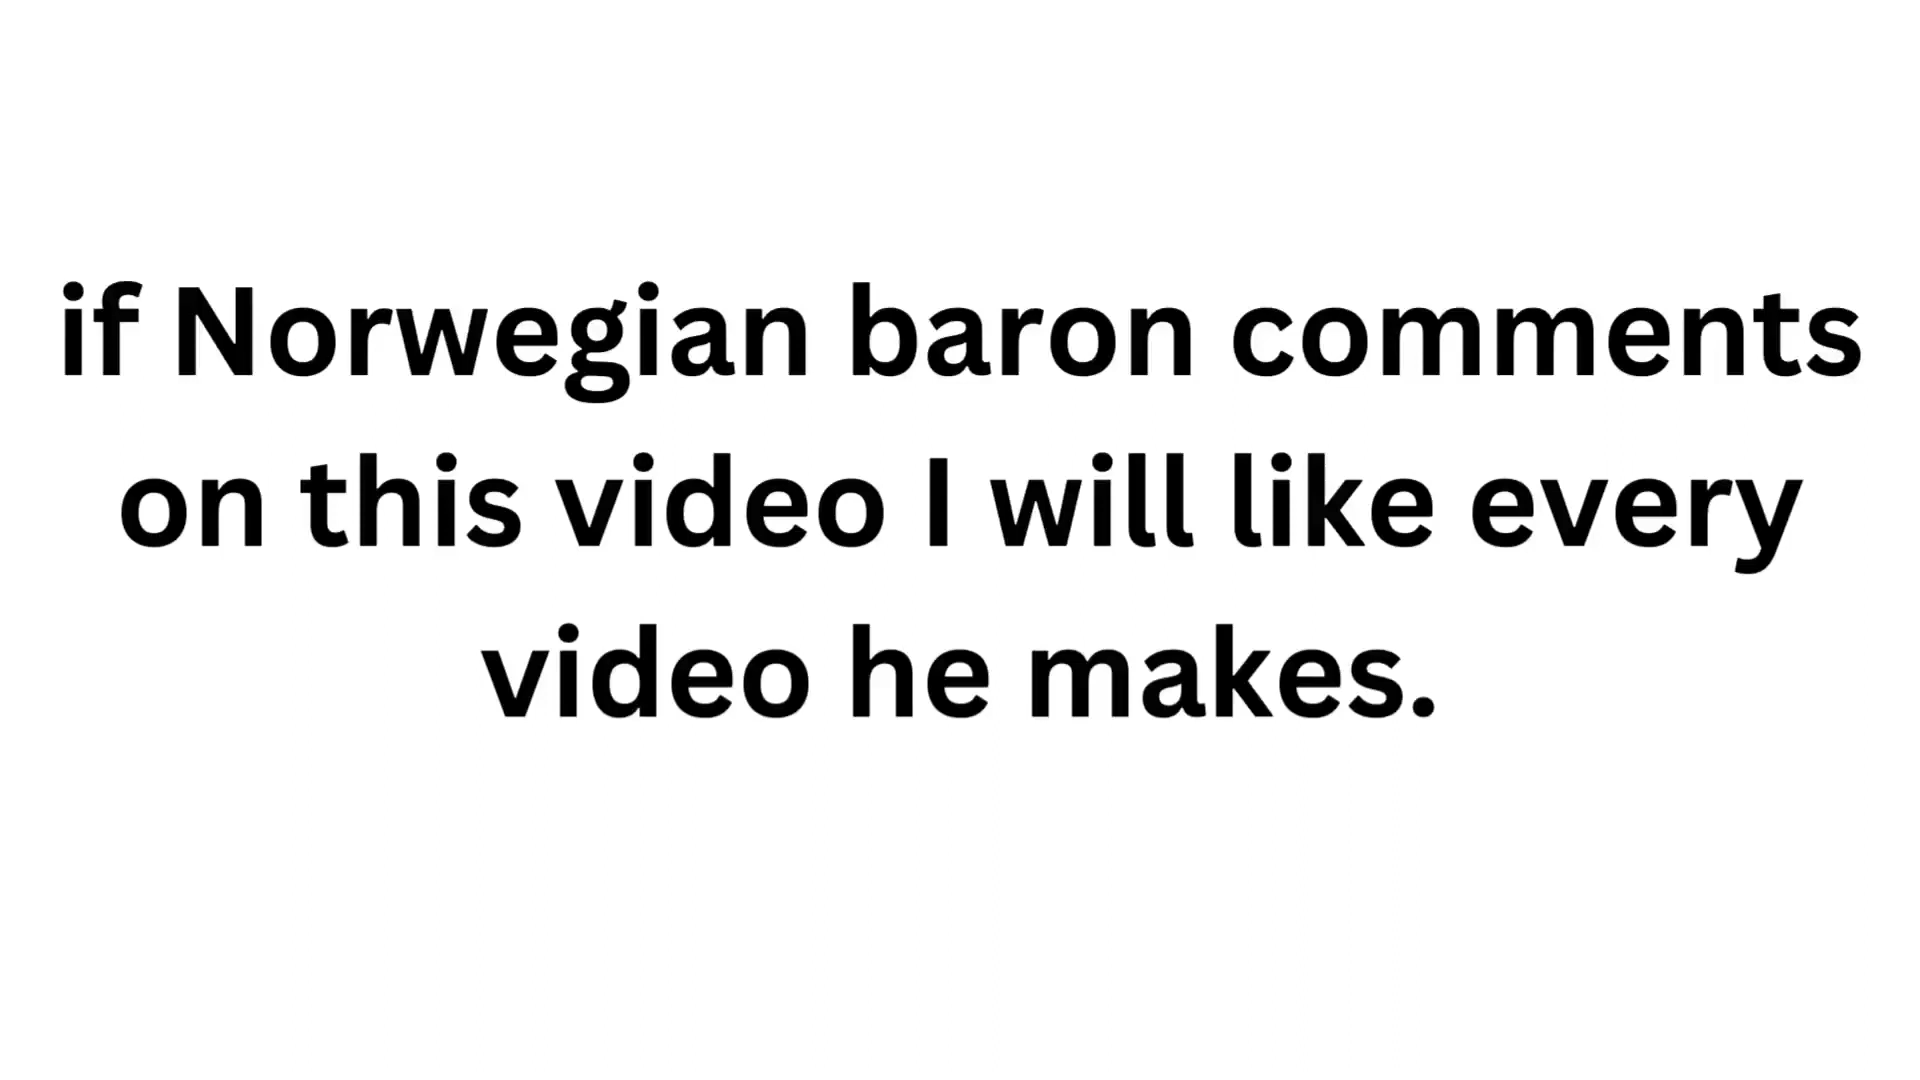 if Norwegian baron comments
on this video I will like every
video he makes.